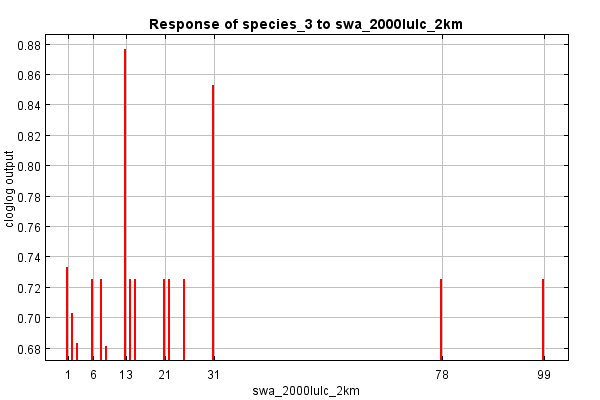 Response of species_3 to swa_2000lulc_2km
0.88
0.86
0.84
0.82
0.80
0.78
0.76
0.74
0.72
0.70
0.68
cloglog output
1 6 13 21 31 78 99
swa_2000lulc_2km